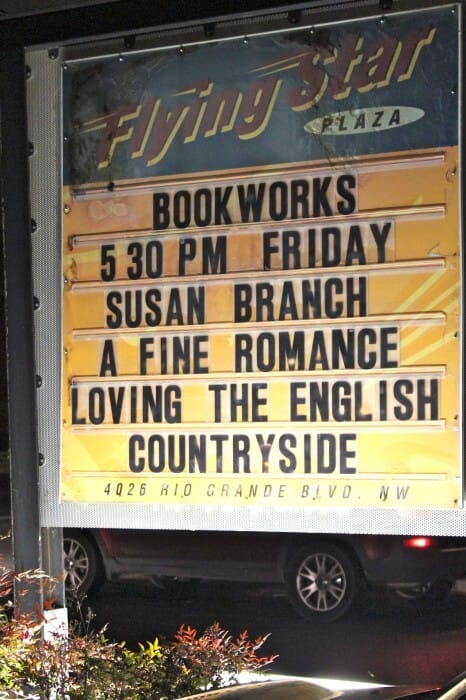 Flying Star
PLAZA
BOOKWORKS
5 30 PM FRIDAY
SUSAN BRANCH
A FINE ROMANCE
LOVING THE ENGLISH
COUNTRYSIDE
4026 RIO GRANDE BLVD. NW